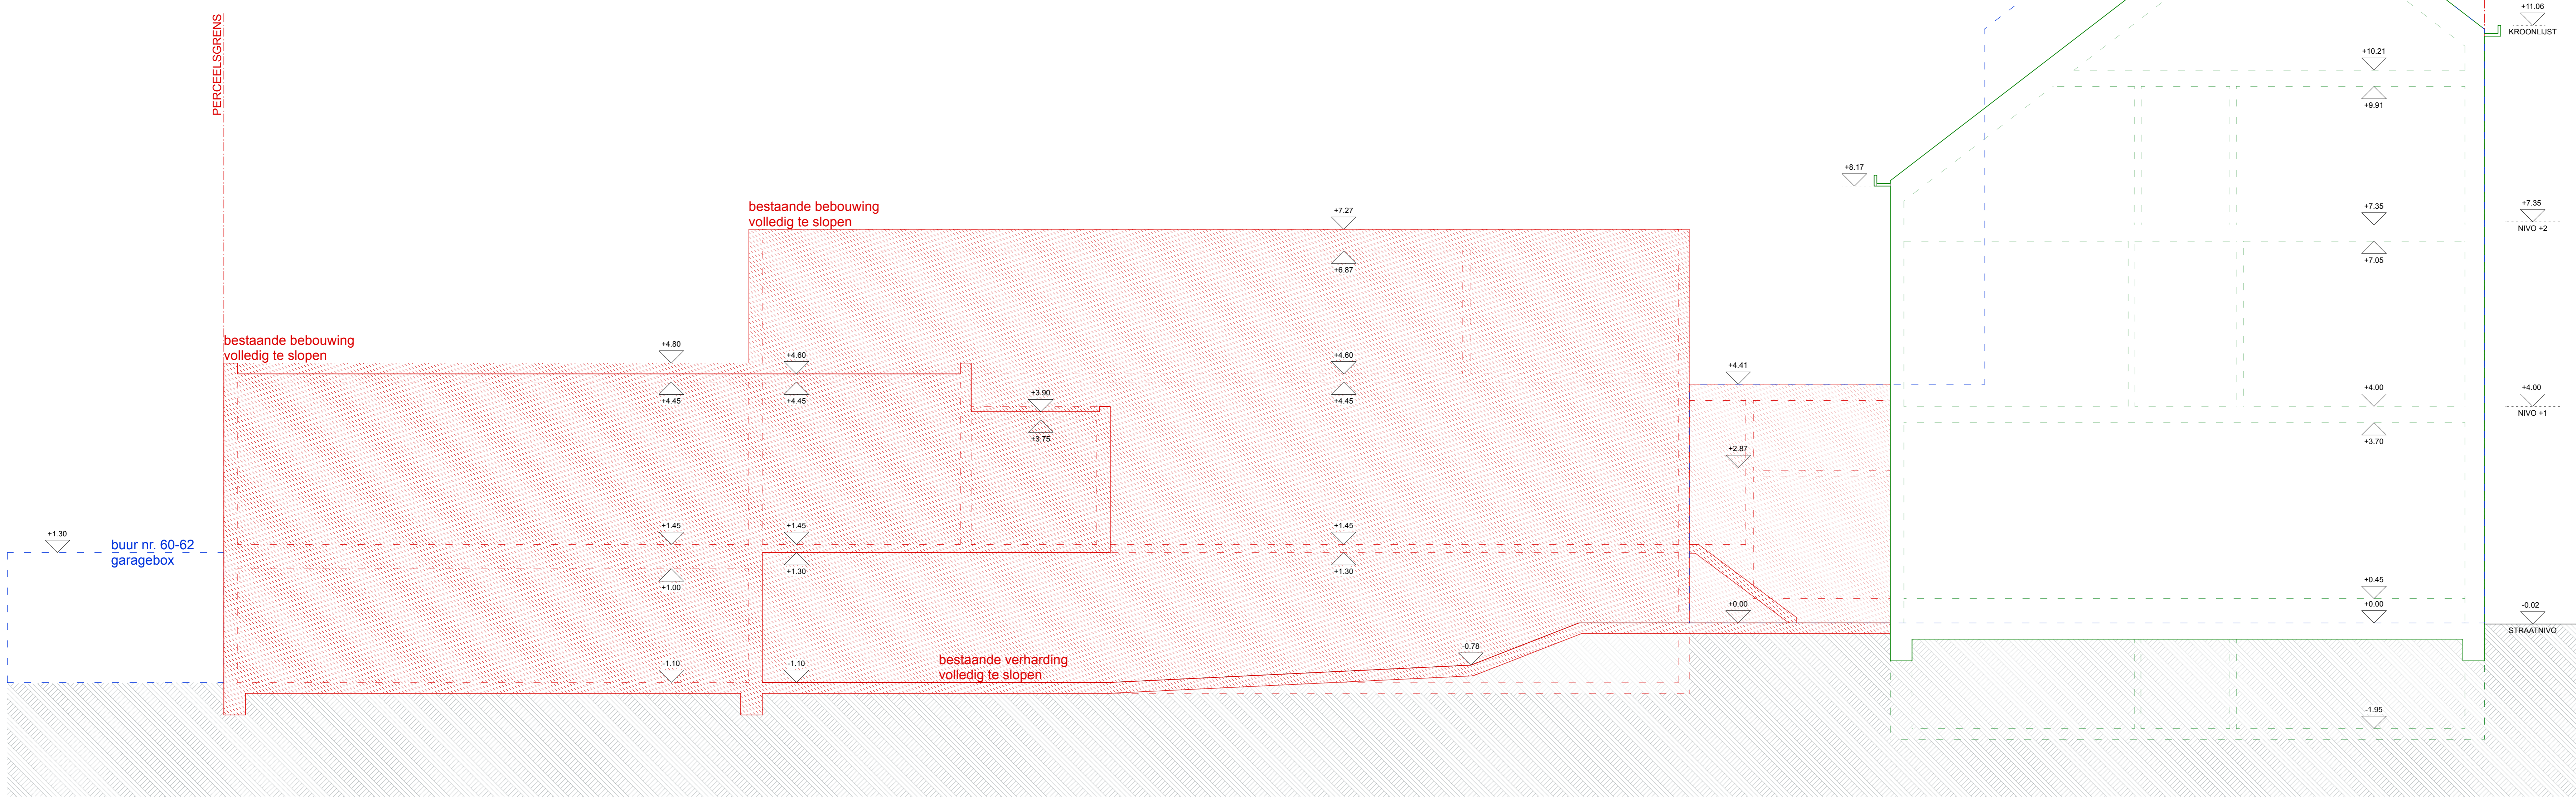 PERCEELSGRENS
+11.06
KROONLIJST
+10.21
+9.91
+8.17
bestaande bebouwing
volledig te slopen
+7.27
+6.87
+7.35
+7.05
+7.35
NIVO +2
bestaande bebouwing
volledig te slopen
+4.80
+4.45
+4.60
+4.45
+3.90
+3.75
+4.60
+4.45
+4.41
+2.87
+4.00
+3.70
+4.00
NIVO +1
+1.30
buur nr. 60-62
garagebox
+1.45
+1.00
+1.45
+1.30
+1.45
+1.30
+0.00
+0.45
+0.00
-0.02
STRAATNIVO
-1.10
-1.10
bestaande verharding
volledig te slopen
-0.78
-1.95